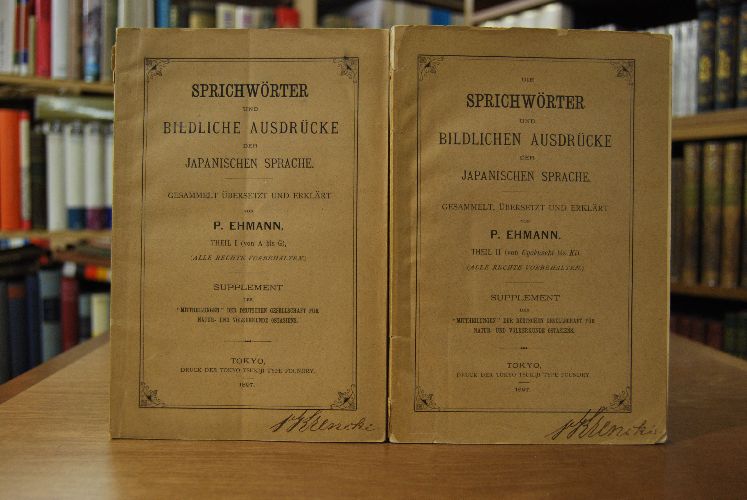 SPRICHWÖRTER
UND
BILDLICHE AUSDRÜCKE
DER
JAPANISCHEN SPRACHE.
GESAMMELT ÜBERSETZT UND ERKLÄRT
VON
P. EHMANN.
THEIL I (von A bis G),
(ALLE RECHTE VORBEHALTEN.)
SUPPLEMENT
DER
"MITTHEILUNGEN" DER DEUTSCHEN GESELLSCHAFT FÜR
NATUR- UND VÖLKERKUNDE OSTASIENS.
TOKYO,
DRUCK DER TOKYO TSUKIJI TYPE FOUNDRY.
1897.
DIE
SPRICHWÖRTER
UND
BILDLICHEN AUSDRÜCKE
DER
JAPANISCHEN SPRACHE.
GESAMMELT, ÜBERSETZT UND ERKLÄRT
VON
P. EHMANN.
THEIL II (von Gyokuseki bis Ki)
(ALLE RECHTE VORBEHALTEN.)
SUPPLEMENT
DER
"MITTHEILUNGEN" DER DEUTSCHEN GESELLSCHAFT FÜR
NATUR- UND VÖLKERKUNDE OSTASIENS.
TOKYO.
DRUCK DER TOKYO TSUKIJI TYPE FOUNDRY
1897.